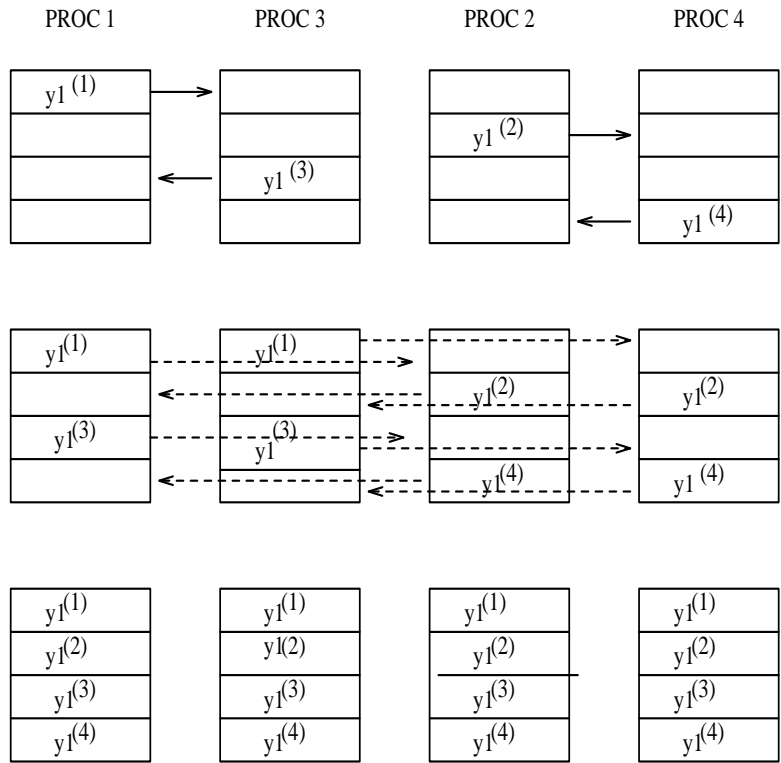 PROC 1 PROC 3 PROC 2 PROC 4
y1 (1)
y1 (2)
y1 (3)
y1 (4)
y1(1) y1(1)
y1(2) y1(2)
y1(3) y1(3)
y1(4) y1(4)
y1(1) y1(1) y1(1) y1(1)
y1(2) y1(2) y1(2) y1(2)
y1(3) y1(3) y1(3) y1(3)
y1(4) y1(4) y1(4) y1(4)